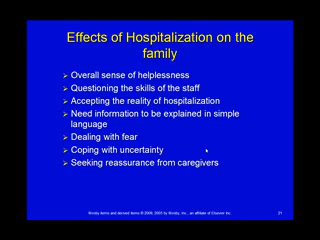 Effects of Hospitalization on the
family
Overall sense of helplessness
Questioning the skills of the staff
Accepting the reality of hospitalization
Need information to be explained in simple
language
Dealing with fear
Coping with uncertainty
Seeking reassurance from caregivers
Mosby items and derived items © 2009, 2005 by Mosby, Inc., an affiliate of Elsevier Inc.
21